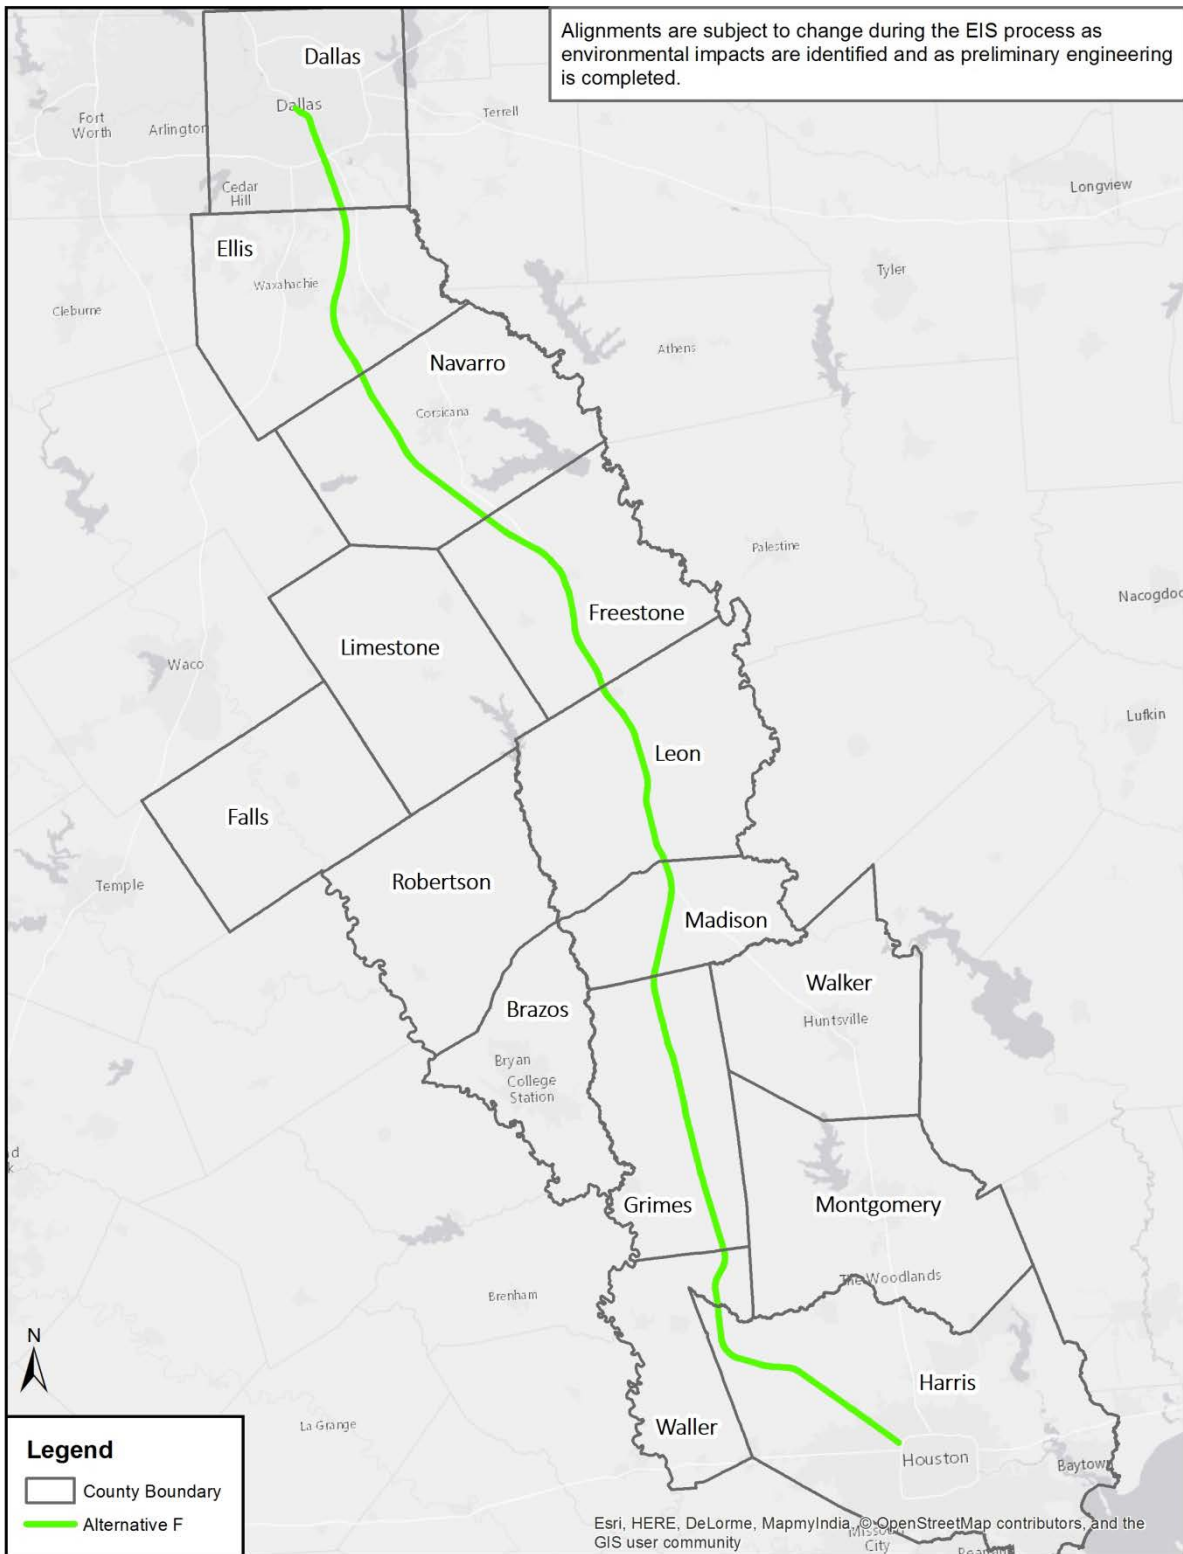 Alignments are subject to change during the EIS process as
environmental impacts are identified and as preliminary engineering
is completed.
Dallas
Dallas
Fort
Worth
Arlington
Terrell
Cedar
Hill
Longview
Ellis
Waxahachie
Tyler
Cleburne
Navarro
Athens
Corsicana
Palestine
Freestone
Limestone
Waco
Lufkin
Leon
Falls
Robertson
Temple
Madison
Walker
Huntsville
Brazos
Bryan
College
Station
Grimes
Montgomery
The Woodlands
Brenham
N
Harris
La Grange
Waller
Houston
Baytown
Legend
County Boundary
Alternative F
Esri, HERE, DeLorme, MapmyIndia, © OpenStreetMap contributors, and the
GIS user community
City